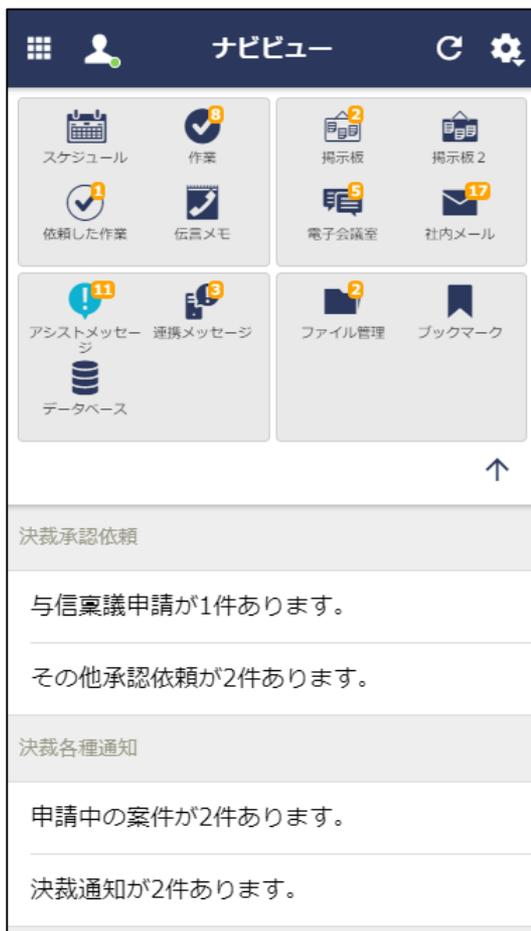 ナビビュー
8
2
スケジュール
作業
掲示板
掲示板2
1
5
17
依頼した作業
伝言メモ
電子会議室
社内メール
11
3
2
アシストメッセージ
連携メッセージ
ファイル管理
ブックマーク
データベース
決裁承認依頼
与信稟議申請が1件あります。
その他承認依頼が2件あります。
決裁各種通知
申請中の案件が2件あります。
決裁通知が2件あります。